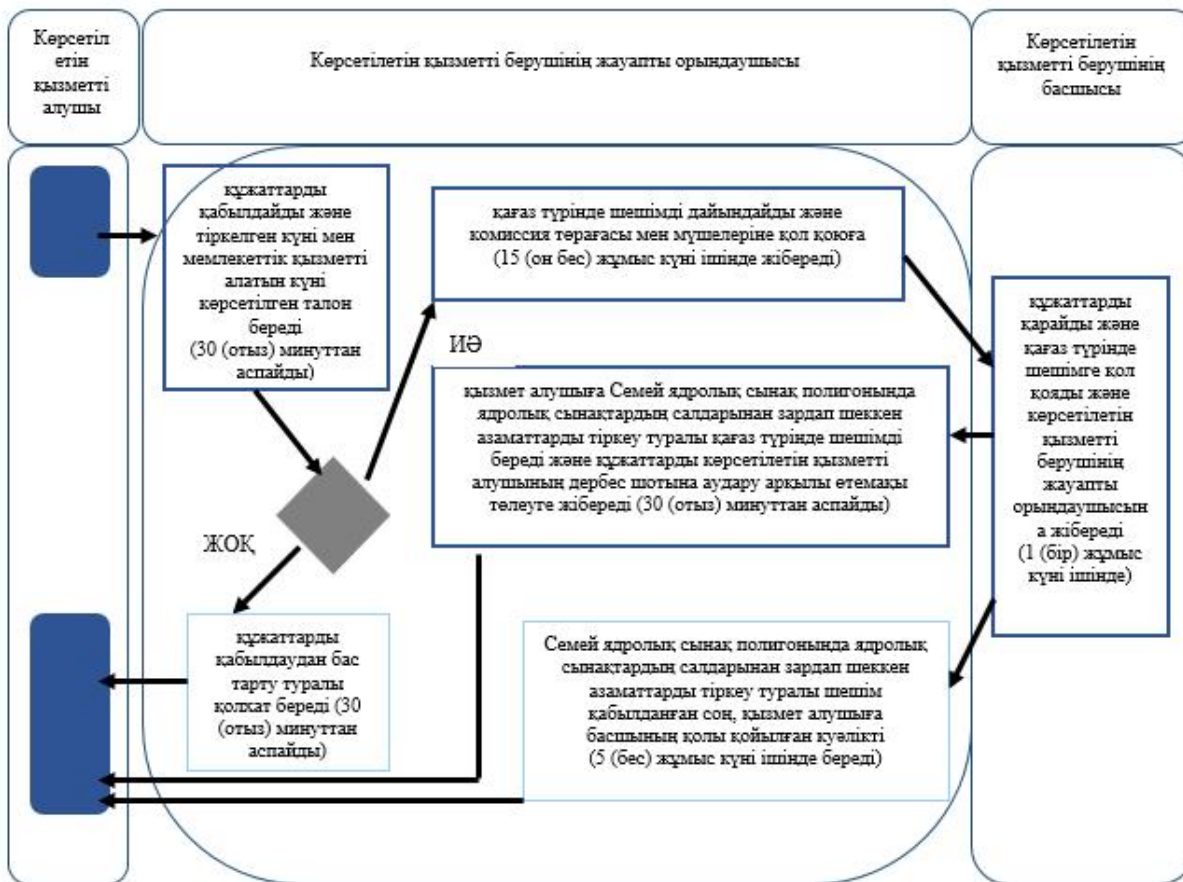 Көрсетіл
етін
қызметті
алушы
Көрсетілетін қызметті берушінің жауапты орындаушысы
Көрсетілетін
қызметті берушінің
басшысы
құжаттарды
қабылдайды және
тіркелген күні мен
мемлекеттік қызметті
алатын күні
көрсетілген талон
береді
(30 (отыз) минуттан
аспайды)
қағаз түрінде шешімді дайындайды және
комиссия төрағасы мен мүшелеріне қол қоюға
(15 (он бес) жұмыс күні ішінде жібереді)
ИӘ
қызмет алушыға Семей ядролық сынақ полигонында
ядролық сынақтардың салдарынан зардап шеккен
азаматтарды тіркеу туралы қағаз түрінде шешімді
береді және құжаттарды көрсетілетін қызметті
алушының дербес шотына аудару арқылы өтемақы
төлеуге жібереді (30 (отыз) минуттан аспайды)
құжаттарды
қарайды және
қағаз түрінде
шешімге қол
қояды және
көрсетілетін
қызметті
берушінің
жауапты
орындаушысын
а жібереді
(1 (бір) жұмыс
күні ішінде)
ЖОҚ
құжаттарды
қабылдаудан бас
тарту туралы
қолхат береді (30
(отыз) минуттан
аспайды)
Семей ядролық сынақ полигонында ядролық
сынақтардың салдарынан зардап шеккен
азаматтарды тіркеу туралы шешім
қабылданған соң, қызмет алушыға
басшының қолы қойылған куәлікті
(5 (бес) жұмыс күні ішінде береді)